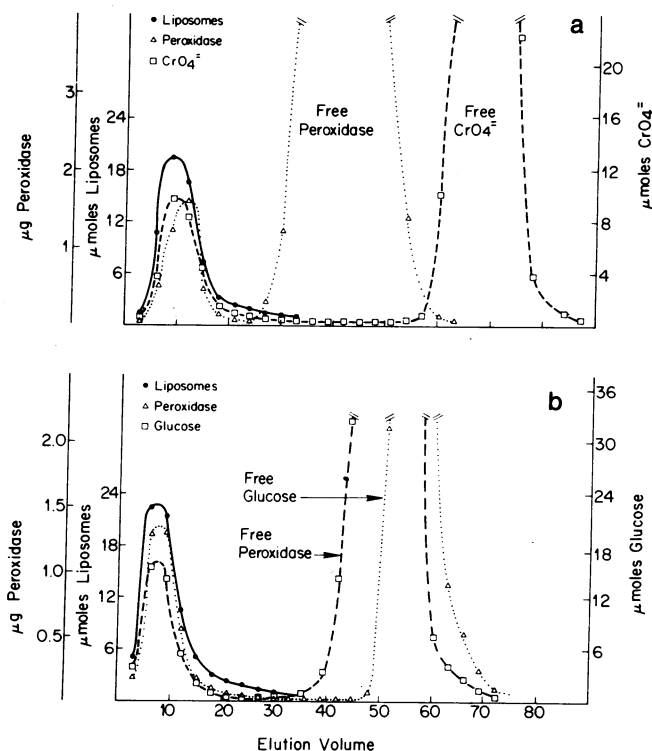 a
Liposomes
Peroxidase
CrO4=
μg Peroxidase
3
2
1
μmoles Liposomes
24
18
12
6
Free
Peroxidase
Free
CrO4=
20
16
12
8
4
μmoles CrO4=
b
Liposomes
Peroxidase
Glucose
μg Peroxidase
2.0
1.5
1.0
0.5
μmoles Liposomes
24
18
12
6
Free
Glucose
Free
Peroxidase
36
30
24
18
12
6
μmoles Glucose
10 20 30 40 50 60 70 80
Elution Volume